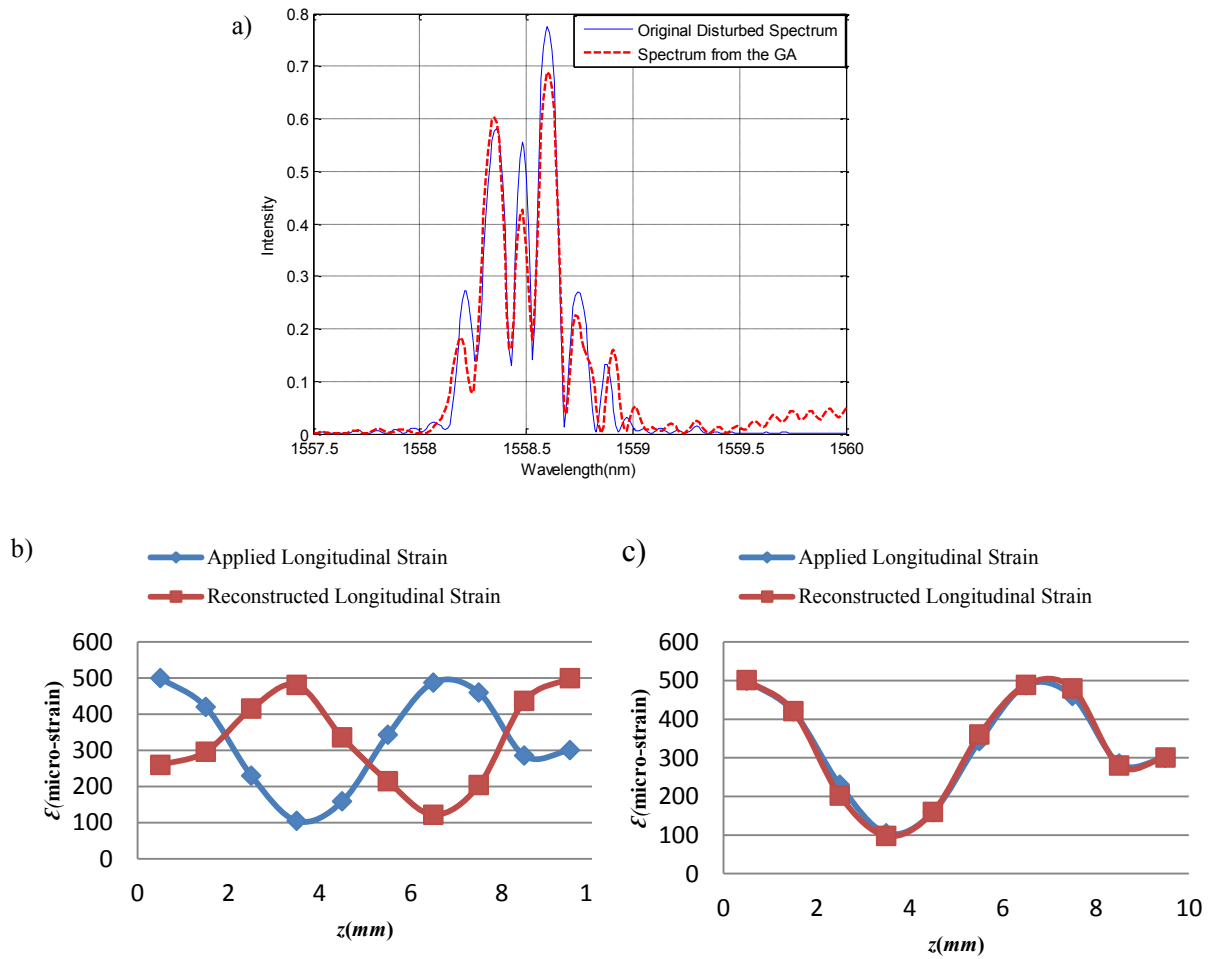 a)
Original Disturbed Spectrum
Spectrum from the GA
0.8
0.7
0.6
0.5
0.4
0.3
0.2
0.1
0
Intensity
1557.5 1558 1558.5 1559 1559.5 1560
Wavelength(nm)
b)
Applied Longitudinal Strain
Reconstructed Longitudinal Strain
600
500
400
300
200
100
0
Ɛ(micro-strain)
0 2 4 6 8 1
z(mm)
c)
Applied Longitudinal Strain
Reconstructed Longitudinal Strain
600
500
400
300
200
100
0
Ɛ(micro-strain)
0 2 4 6 8 10
z(mm)